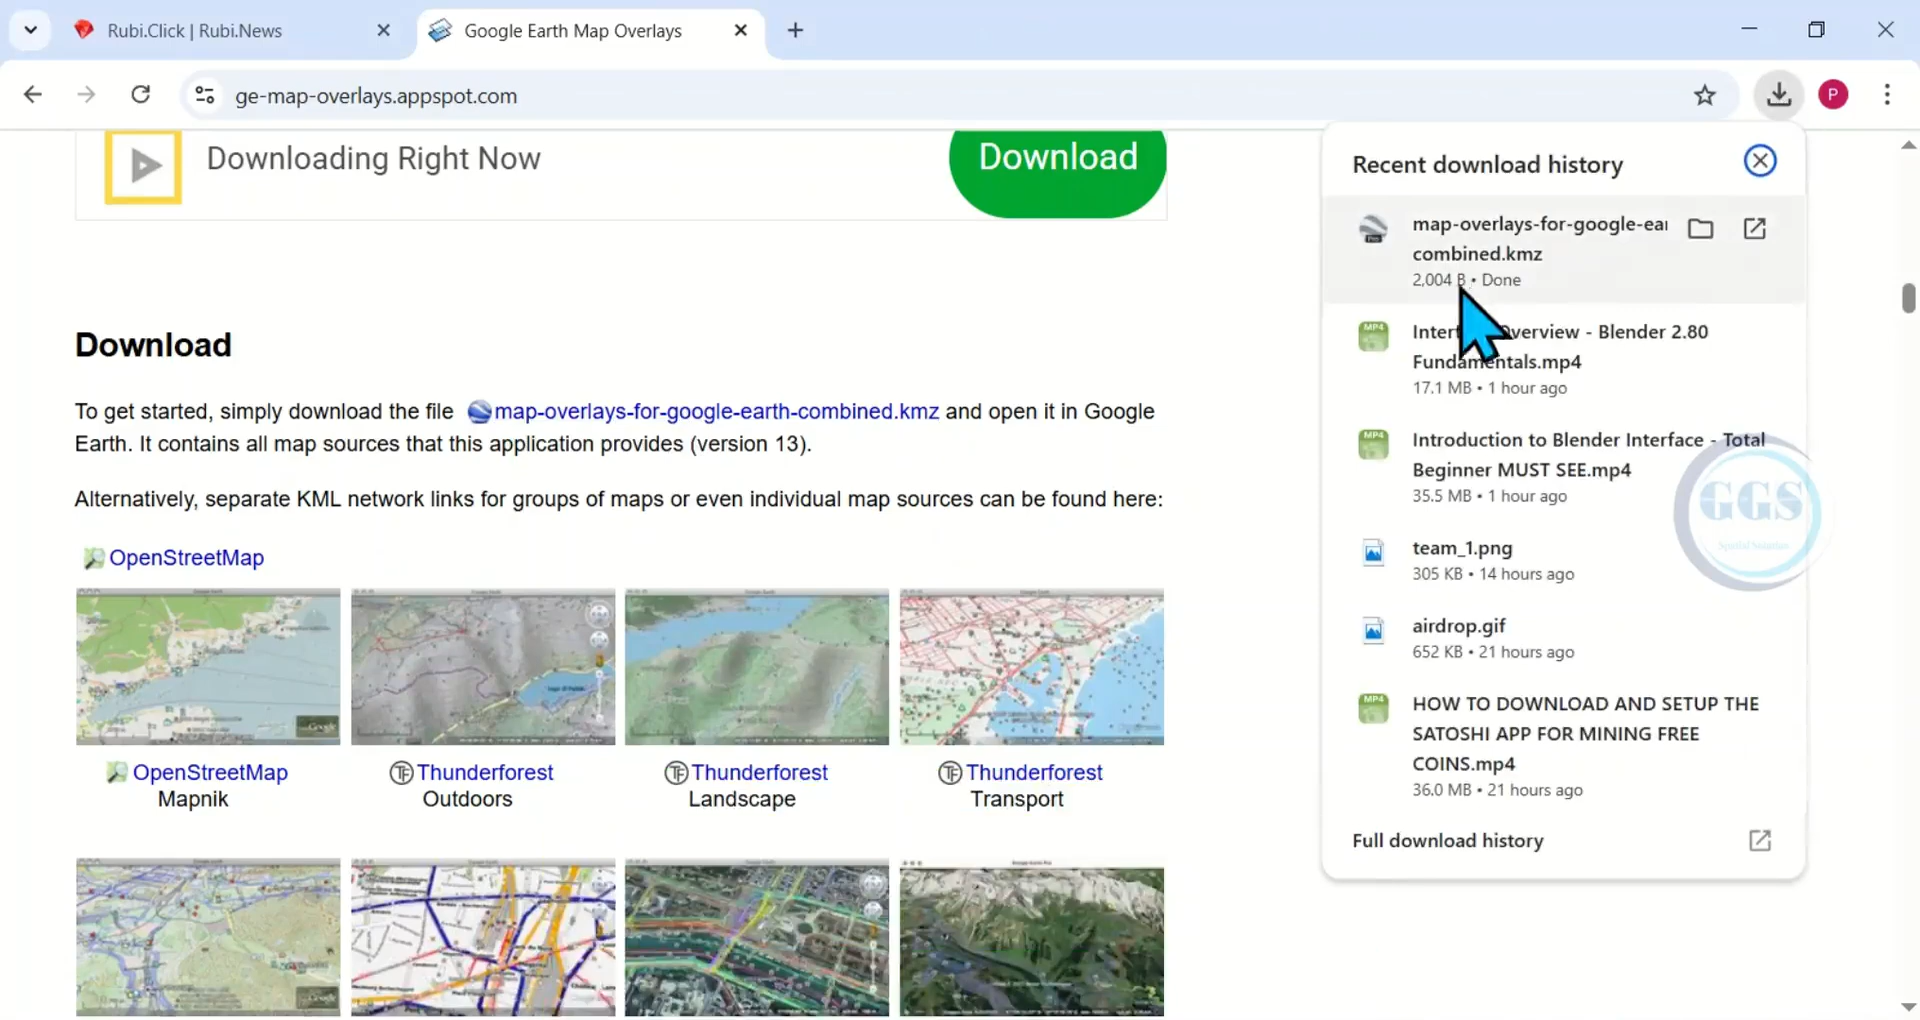 Rubi.Click | Rubi.News
Google Earth Map Overlays
ge-map-overlays.appspot.com
P
Downloading Right Now
Download
Download
To get started, simply download the file map-overlays-for-google-earth-combined.kmz and open it in Google
Earth. It contains all map sources that this application provides (version 13).
Alternatively, separate KML network links for groups of maps or even individual map sources can be found here:
OpenStreetMap
OpenStreetMap
Mapnik
Thunderforest
Outdoors
Thunderforest
Landscape
Thunderforest
Transport
Recent download history
map-overlays-for-google-ear
combined.kmz
2,004 B • Done
Overview - Blender 2.80
Fundamentals.mp4
17.1 MB • 1 hour ago
Introduction to Blender Interface - Total
Beginner MUST SEE.mp4
35.5 MB • 1 hour ago
team_1.png
305 KB • 14 hours ago
airdrop.gif
652 KB • 21 hours ago
HOW TO DOWNLOAD AND SETUP THE
SATOSHI APP FOR MINING FREE
COINS.mp4
36.0 MB • 21 hours ago
Full download history
GGS